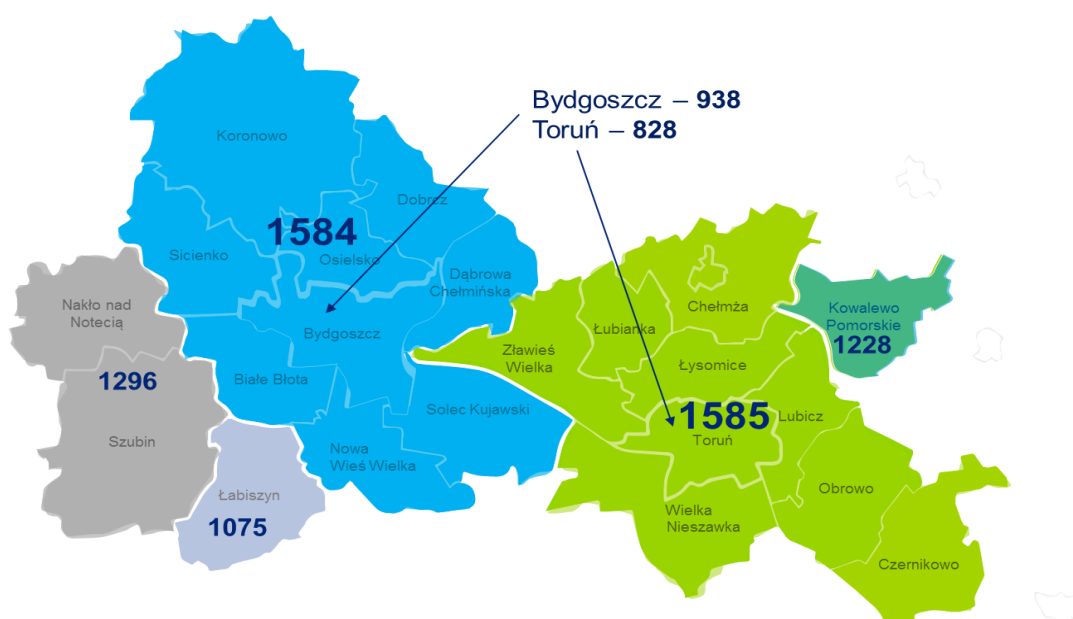 Bydgoszcz – 938
Toruń – 828
Koronowo
Dobrcz
1584
Sicienko
Osielsko
Dąbrowa
Chełmińska
Nakło nad
Notecią
Bydgoszcz
1296
Białe Błota
Szubin
Solec Kujawski
Nowa
Wieś Wielka
Łabiszyn
1075
Chełmża
Łubianka
Zławieś
Wielka
Łysomice
Kowalewo
Pomorskie
1228
1585
Lubicz
Toruń
Obrowo
Wielka
Nieszawka
Czernikowo